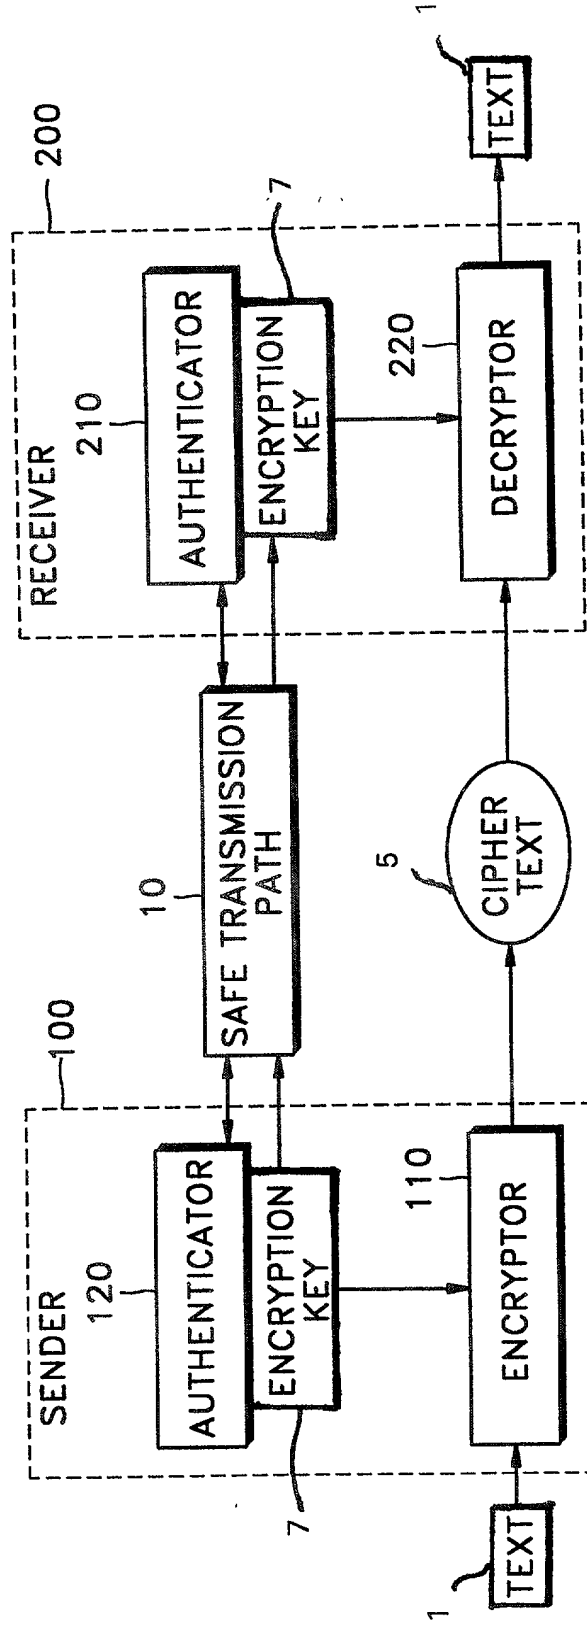 SENDER
100
120
AUTHENTICATOR
ENCRYPTION
KEY
7
110
ENCRYPTOR
1
TEXT
10
SAFE TRANSMISSION
PATH
5
CIPHER
TEXT
RECEIVER
200
210
AUTHENTICATOR
ENCRYPTION
KEY
7
220
DECRYPTOR
1
TEXT